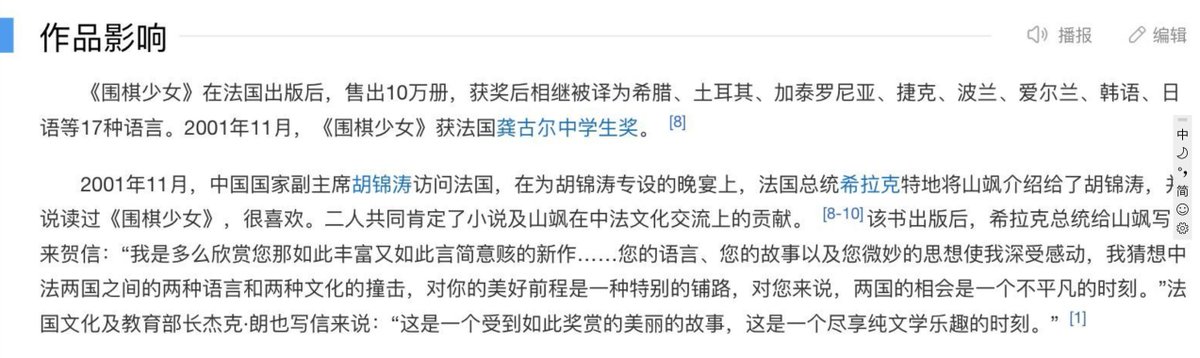 作品影响
播报
编辑
《围棋少女》在法国出版后，售出10万册，获奖后相继被译为希腊、土耳其、加泰罗尼亚、捷克、波兰、爱尔兰、韩语、日
语等17种语言。2001年11月，《围棋少女》获法国龚古尔中学生奖。 [8]
2001年11月，中国国家副主席胡锦涛访问法国，在为胡锦涛专设的晚宴上，法国总统希拉克特地将山飒介绍给了胡锦涛，并
说读过《围棋少女》，很喜欢。二人共同肯定了小说及山飒在中法文化交流上的贡献。 [8-10] 该书出版后，希拉克总统给山飒写
来贺信：“我是多么欣赏您那如此丰富又如此言简意赅的新作……您的语言、您的故事以及您微妙的思想使我深受感动，我猜想中
法两国之间的两种语言和两种文化的撞击，对你的美好前程是一种特别的铺路，对您来说，两国的相会是一个不平凡的时刻。”法
国文化及教育部长杰克·朗也写信来说：“这是一个受到如此奖赏的美丽的故事，这是一个尽享纯文学乐趣的时刻。” [1]
中
简